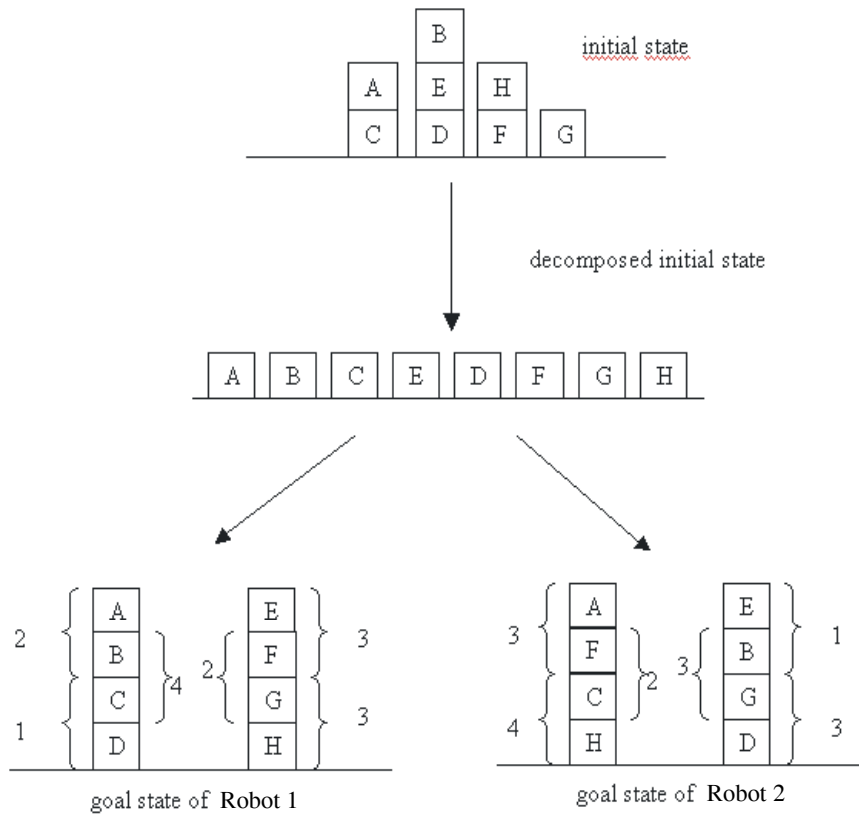 B
initial state
A E H
C D F G
decomposed initial state
A B C E D F G H
A E A E
2 3 3 1
B F F B
4 2 2 3
C G C G
1 3 4 3
D H H D
goal state of Robot 1
goal state of Robot 2